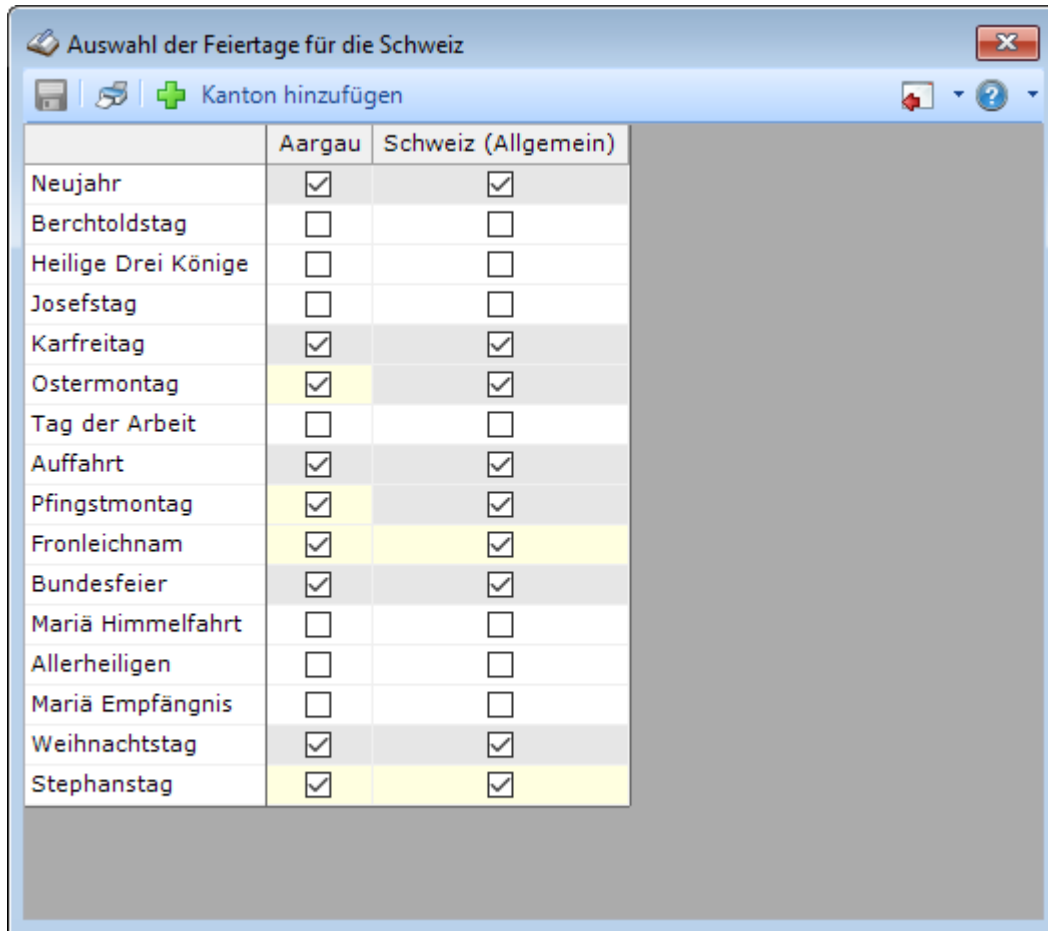 Auswahl der Feiertage für die Schweiz
Kanton hinzufügen
Aargau Schweiz (Allgemein)
Neujahr
Berchtoldstag
Heilige Drei Könige
Josefstag
Karfreitag
Ostermontag
Tag der Arbeit
Auffahrt
Pfingstmontag
Fronleichnam
Bundesfeier
Mariä Himmelfahrt
Allerheiligen
Mariä Empfängnis
Weihnachtstag
Stephanstag